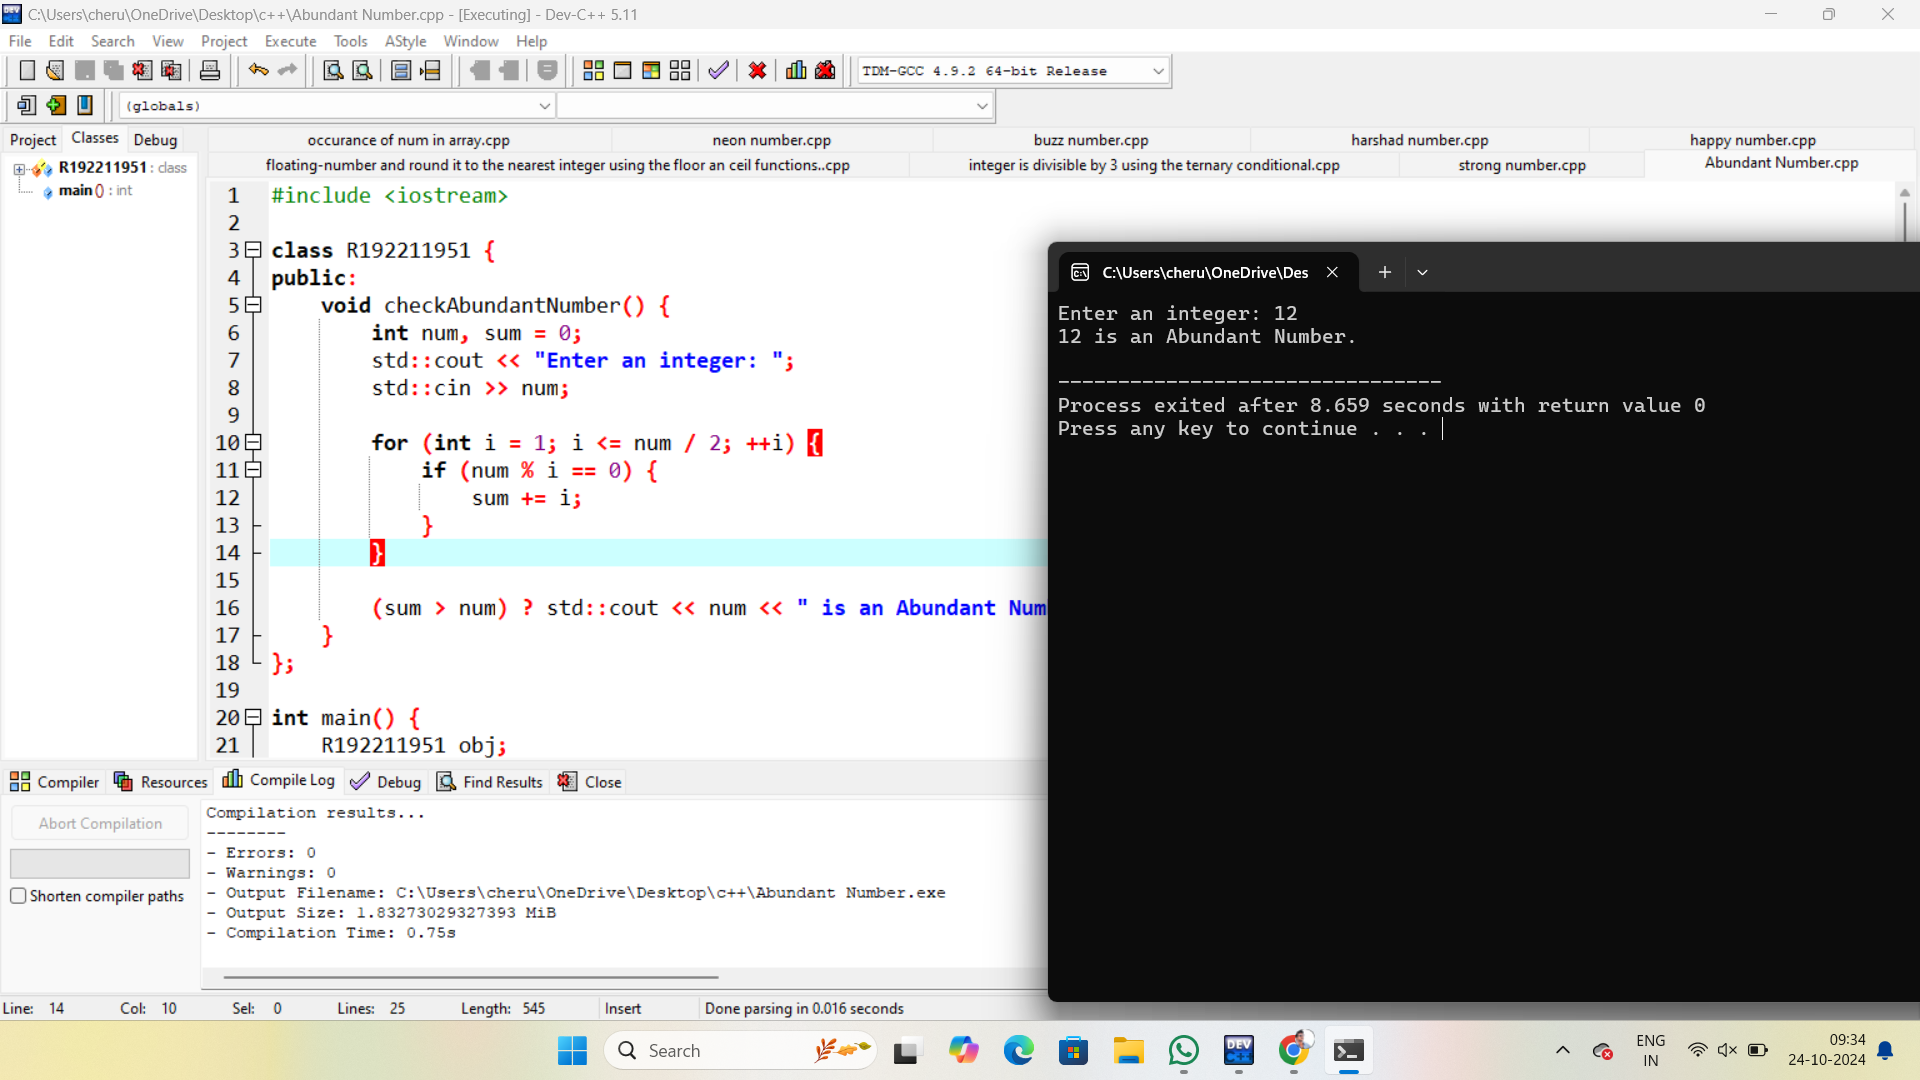 C:\Users\cheru\OneDrive\Desktop\c++\Abundant Number.cpp - [Executing] - Dev-C++ 5.11
File Edit Search View Project Execute Tools AStyle Window Help
TDM-GCC 4.9.2 64-bit Release
(globals)
Project Classes Debug
occurance of num in array.cpp neon number.cpp buzz number.cpp harshad number.cpp happy number.cpp
floating-number and round it to the nearest integer using the floor an ceil functions..cpp integer is divisible by 3 using the ternary conditional.cpp strong number.cpp Abundant Number.cpp
R192211951 : class
main () : int
1 #include <iostream>
2
3 class R192211951 {
4 public:
5 void checkAbundantNumber() {
6 int num, sum = 0;
7 std::cout << "Enter an integer: ";
8 std::cin >> num;
9
10 for (int i = 1; i <= num / 2; ++i) {
11 if (num % i == 0) {
12 sum += i;
13 }
14 }
15
16 (sum > num) ? std::cout << num << " is an Abundant Num
17 }
18 };
19
20 int main() {
21 R192211951 obj;
C:\Users\cheru\OneDrive\Des
Enter an integer: 12
12 is an Abundant Number.
--------------------------------
Process exited after 8.659 seconds with return value 0
Press any key to continue . . .
Compiler Resources Compile Log Debug Find Results Close
Abort Compilation
Shorten compiler paths
Compilation results...
--------
- Errors: 0
- Warnings: 0
- Output Filename: C:\Users\cheru\OneDrive\Desktop\c++\Abundant Number.exe
- Output Size: 1.83273029327393 MiB
- Compilation Time: 0.75s
Line: 14 Col: 10 Sel: 0 Lines: 25 Length: 545 Insert Done parsing in 0.016 seconds
Search
DEV C++
ENG
IN
09:34
24-10-2024